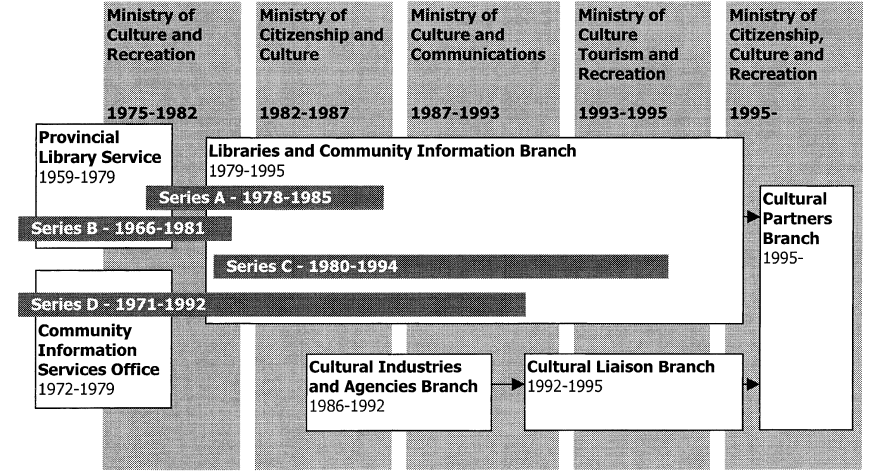 Ministry of
Culture and
Recreation
1975-1982
Ministry of
Citizenship and
Culture
1982-1987
Ministry of
Culture and
Communications
1987-1993
Ministry of
Culture
Tourism and
Recreation
1993-1995
Ministry of
Citizenship,
Culture and
Recreation
1995-
Provincial
Library Service
1959-1979
Libraries and Community Information Branch
1979-1995
Series A - 1978-1985
Series B - 1966-1981
Series C - 1980-1994
Series D - 1971-1992
Cultural
Partners
Branch
1995-
Community
Information
Services Office
1972-1979
Cultural Industries
and Agencies Branch
1986-1992
Cultural Liaison Branch
1992-1995